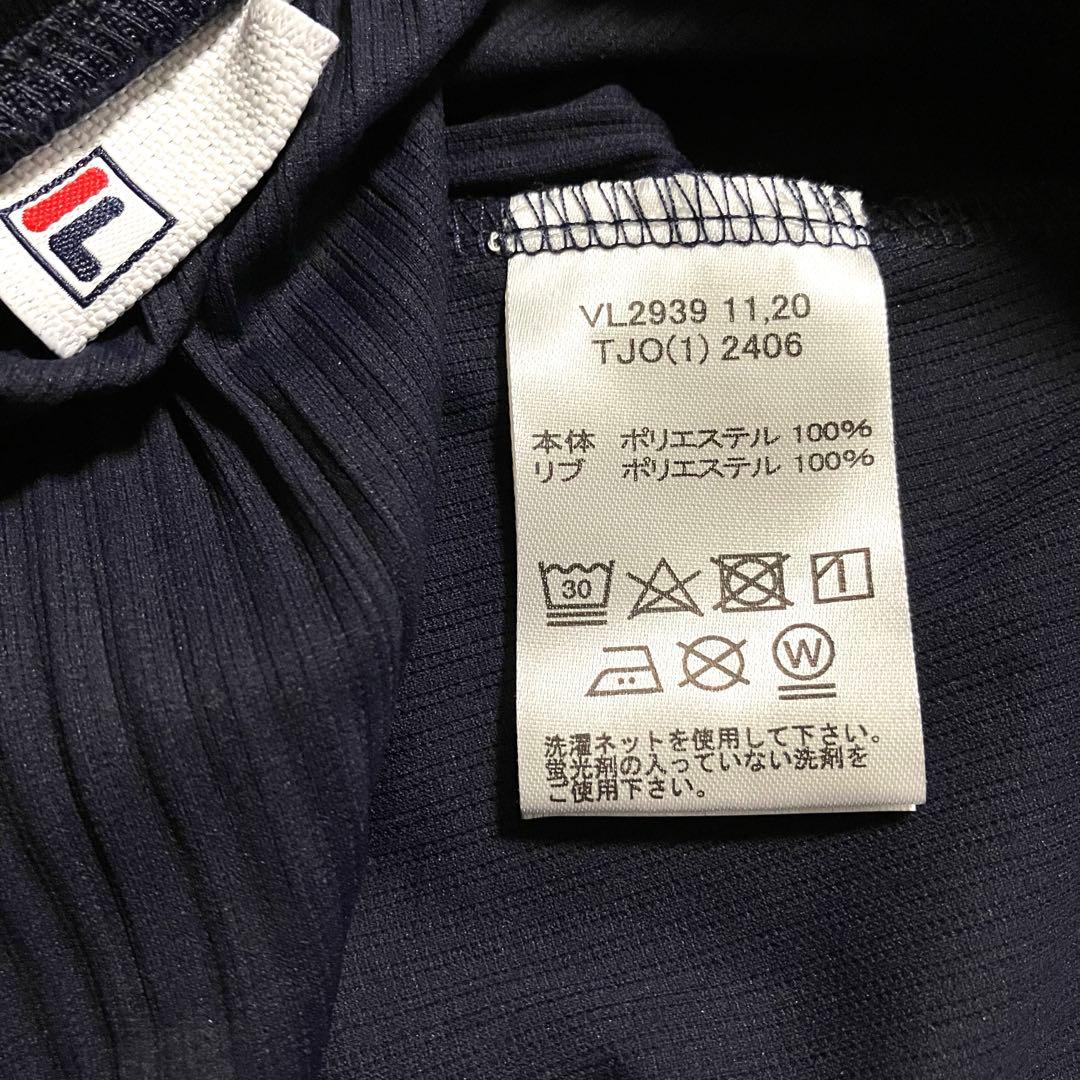 VL2939 11,20
TJO(1) 2406
本体 ポリエステル 100%
リブ ポリエステル 100%
30
W
洗濯ネットを使用して下さい。
蛍光剤の入っていない洗剤を
ご使用下さい。